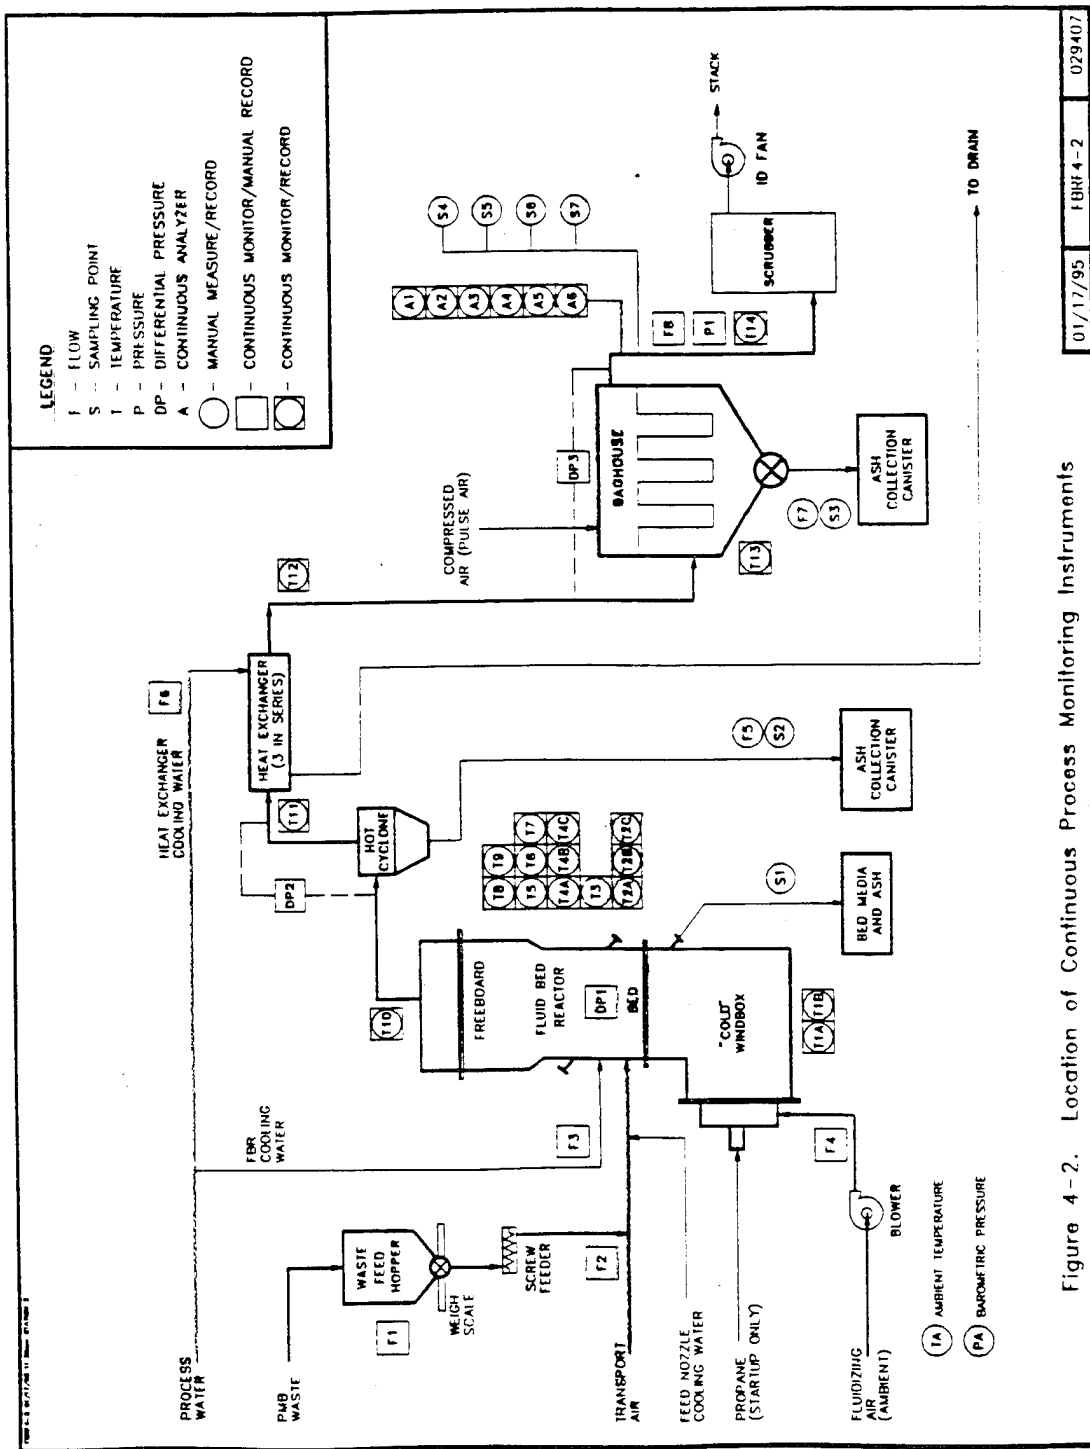 LEGEND
F - FLOW
S - SAMPLING POINT
T - TEMPERATURE
P - PRESSURE
DP - DIFFERENTIAL PRESSURE
A - CONTINUOUS ANALYZER
- MANUAL MEASURE/RECORD
- CONTINUOUS MONITOR/MANUAL RECORD
- CONTINUOUS MONITOR/RECORD
PROCESS
WATER
HEAT EXCHANGER
COOLING WATER
F6
HEAT EXCHANGER
(3 IN SERIES)
T12
T11
DP2
HOT
CYCLONE
COMPRESSED
AIR (PULSE AIR)
DP3
A1
A2
A3
A4
A5
A6
S4
S5
S6
S7
BAGHOUSE
F8
P1
T14
T13
SCRUBBER
ID FAN
STACK
F7
S3
ASH
COLLECTION
CANISTER
TO DRAIN
F5
S2
ASH
COLLECTION
CANISTER
PMB
WASTE
WASTE
FEED
HOPPER
F1
WEIGH
SCALE
SCREW
FEEDER
F2
FBR
COOLING
WATER
F3
T10
FREEBOARD
FLUID BED
REACTOR
DP1
BED
T8 T9
T5 T6 T7
T4A T4B T4C
T3
T2A T2B T2C
"COLD"
WINDBOX
T1A T1B
S1
BED MEDIA
AND ASH
TRANSPORT
AIR
FEED NOZZLE
COOLING WATER
PROPANE
(STARTUP ONLY)
F4
FLUIDIZING
AIR
(AMBIENT)
BLOWER
TA AMBIENT TEMPERATURE
PA BAROMETRIC PRESSURE
Figure 4-2. Location of Continuous Process Monitoring Instruments
01/17/95 FBRF4-2 029407